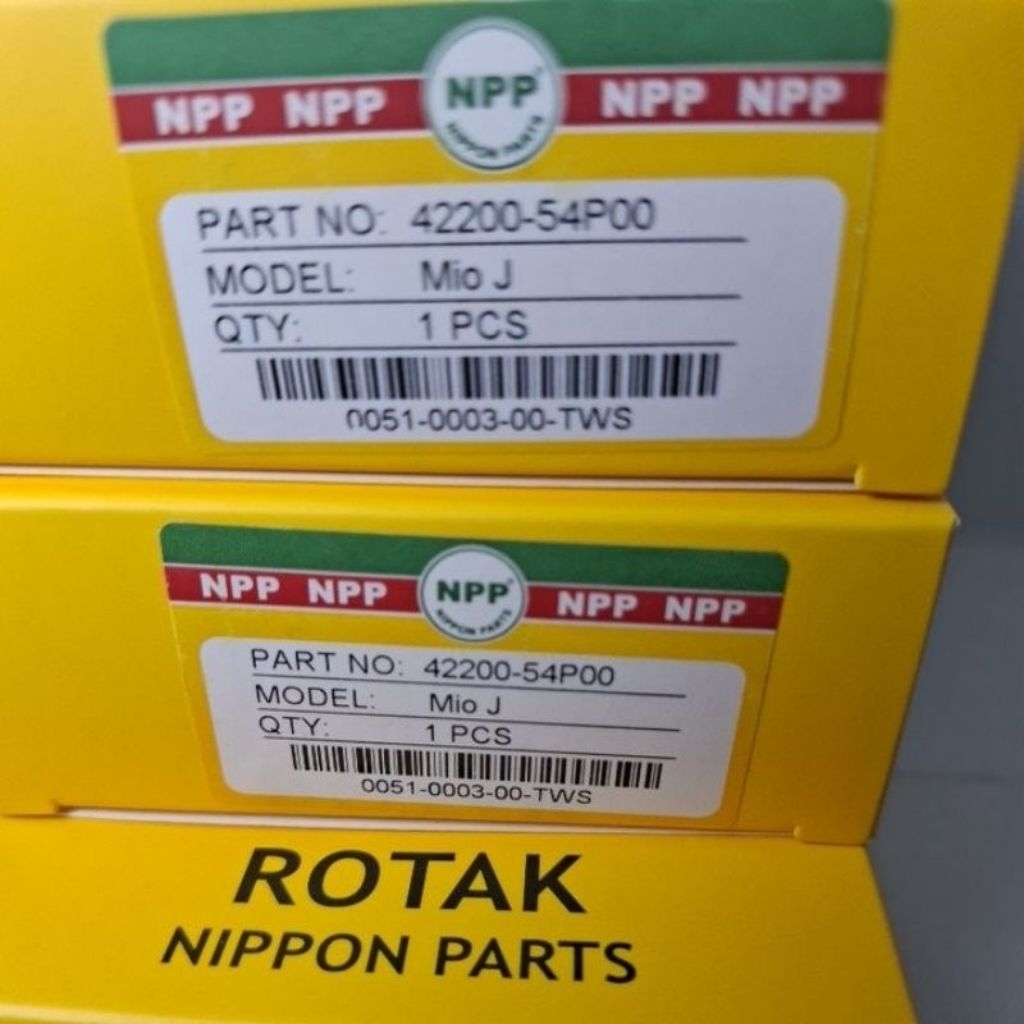 NPP NPP NPP NPP NPP
NIPPON PARTS
PART NO: 42200-54P00
MODEL: Mio J
QTY: 1 PCS
0051-0003-00-TWS
NPP NPP NPP NPP NPP
NIPPON PARTS
PART NO: 42200-54P00
MODEL: Mio J
QTY: 1 PCS
0051-0003-00-TWS
ROTAK
NIPPON PARTS